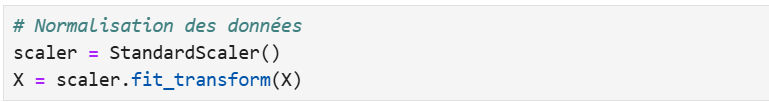 # Normalisation des données
scaler = StandardScaler()
X = scaler.fit_transform(X)